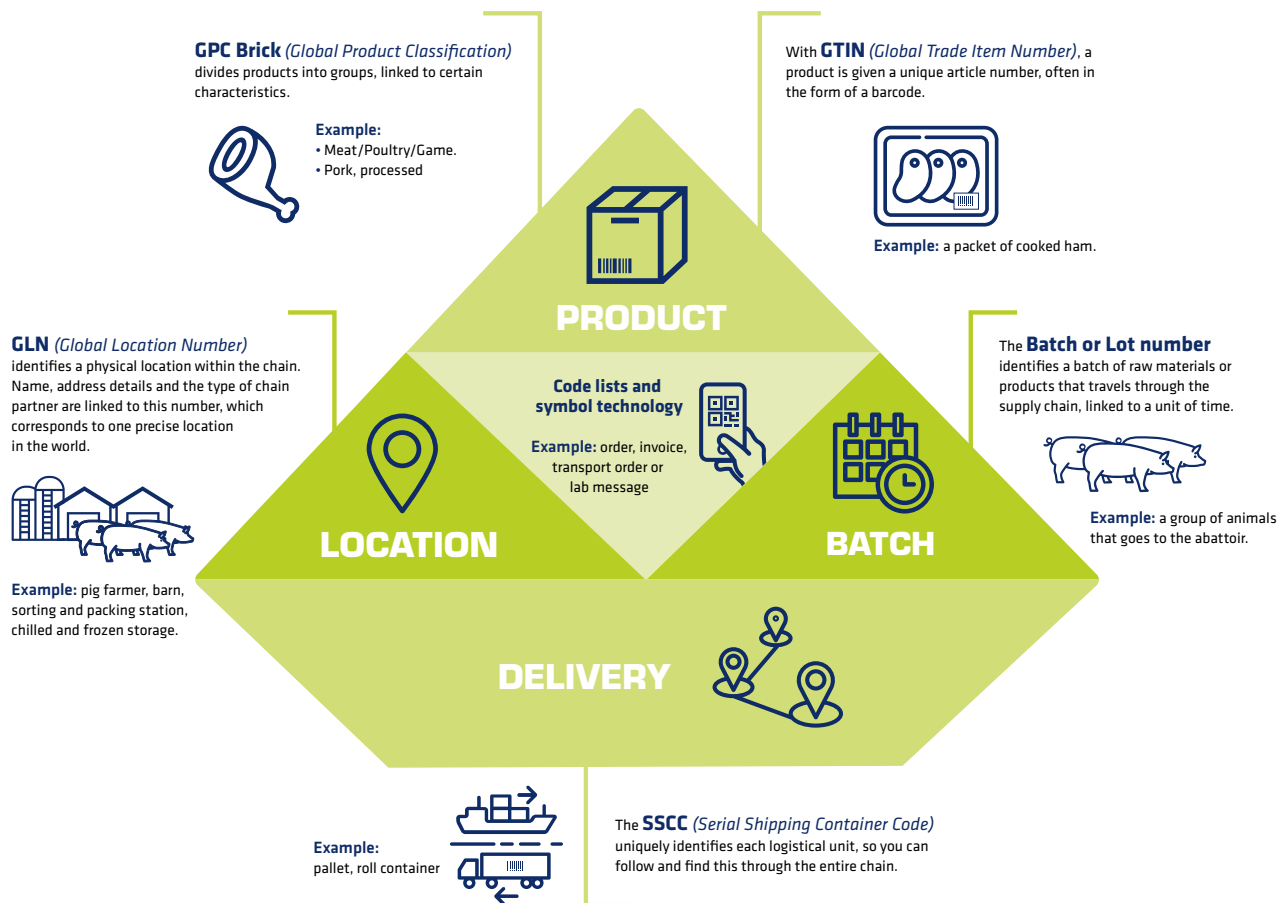 GPC Brick (Global Product Classification)
divides products into groups, linked to certain
characteristics.
Example:
• Meat/Poultry/Game.
• Pork, processed
With GTIN (Global Trade Item Number), a
product is given a unique article number, often in
the form of a barcode.
Example: a packet of cooked ham.
PRODUCT
GLN (Global Location Number)
identifies a physical location within the chain.
Name, address details and the type of chain
partner are linked to this number, which
corresponds to one precise location
in the world.
Example: pig farmer, barn,
sorting and packing station,
chilled and frozen storage.
Code lists and
symbol technology
Example: order, invoice,
transport order or
lab message
LOCATION
BATCH
The Batch or Lot number
identifies a batch of raw materials or
products that travels through the
supply chain, linked to a unit of time.
Example: a group of animals
that goes to the abattoir.
DELIVERY
Example:
pallet, roll container
The SSCC (Serial Shipping Container Code)
uniquely identifies each logistical unit, so you can
follow and find this through the entire chain.